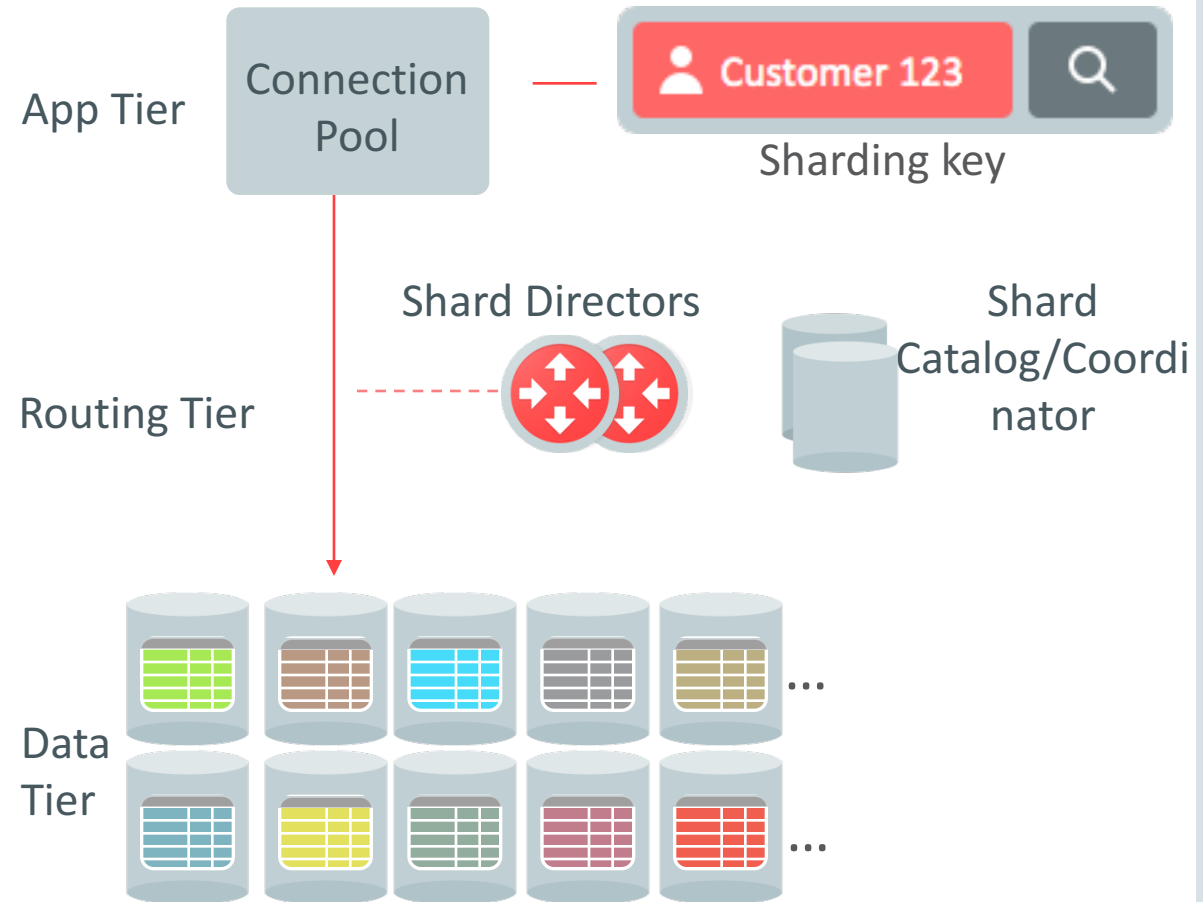 App Tier
Connection
Pool
Customer 123
Sharding key
Shard Directors
Shard
Catalog/Coordi
nator
Routing Tier
...
Data
Tier
...